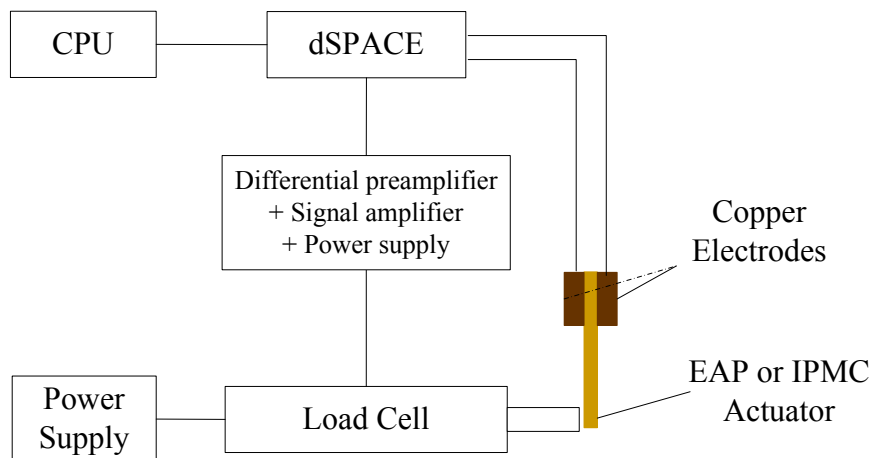 CPU
dSPACE
Differential preamplifier
+ Signal amplifier
+ Power supply
Copper
Electrodes
EAP or IPMC
Actuator
Power
Supply
Load Cell